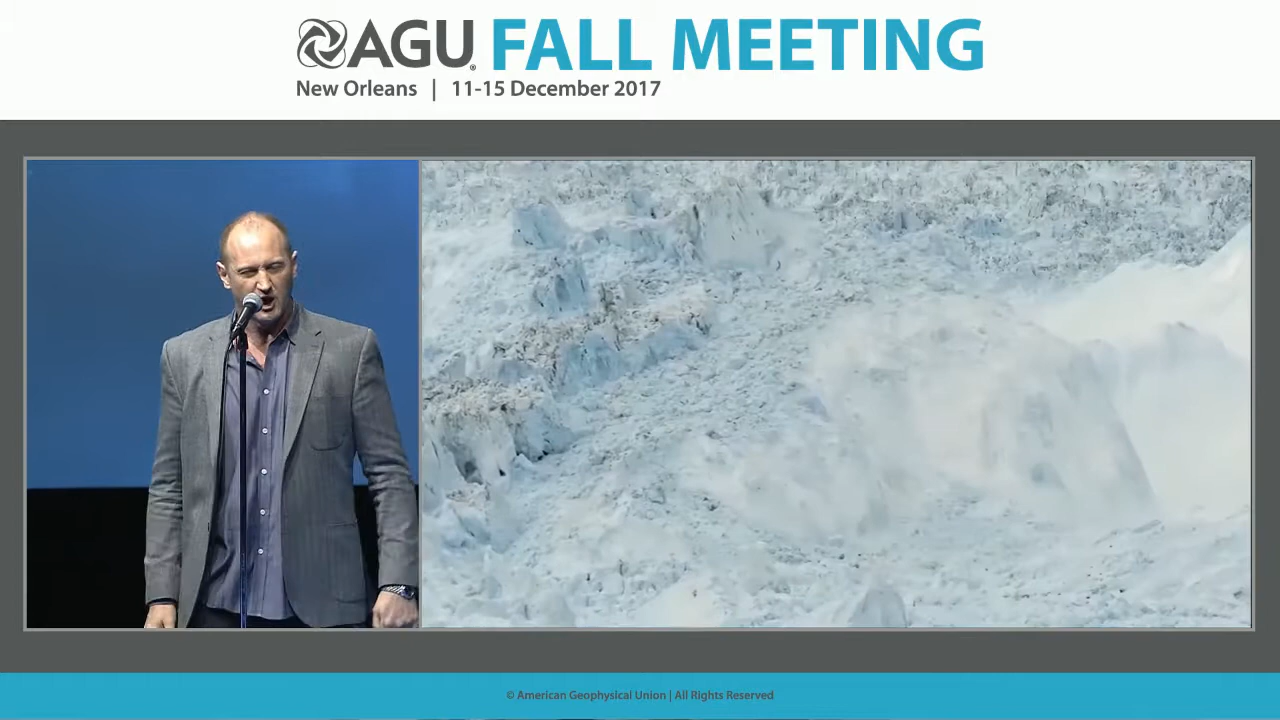 AGU FALL MEETING
New Orleans | 11-15 December 2017
© American Geophysical Union | All Rights Reserved